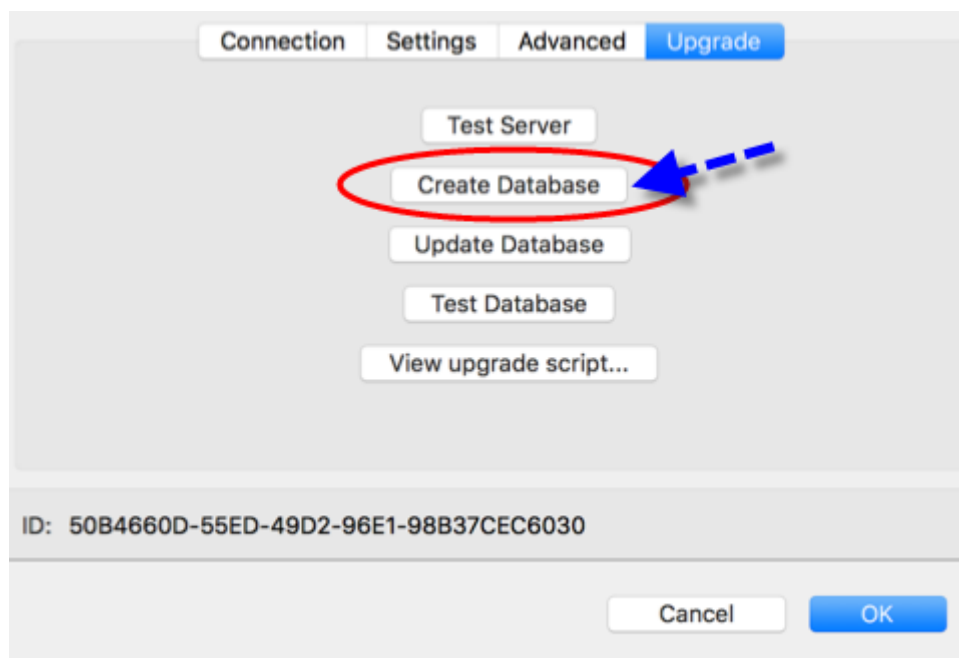 Connection Settings Advanced Upgrade
Test Server
Create Database
Update Database
Test Database
View upgrade script...
ID: 50B4660D-55ED-49D2-96E1-98B37CEC6030
Cancel OK